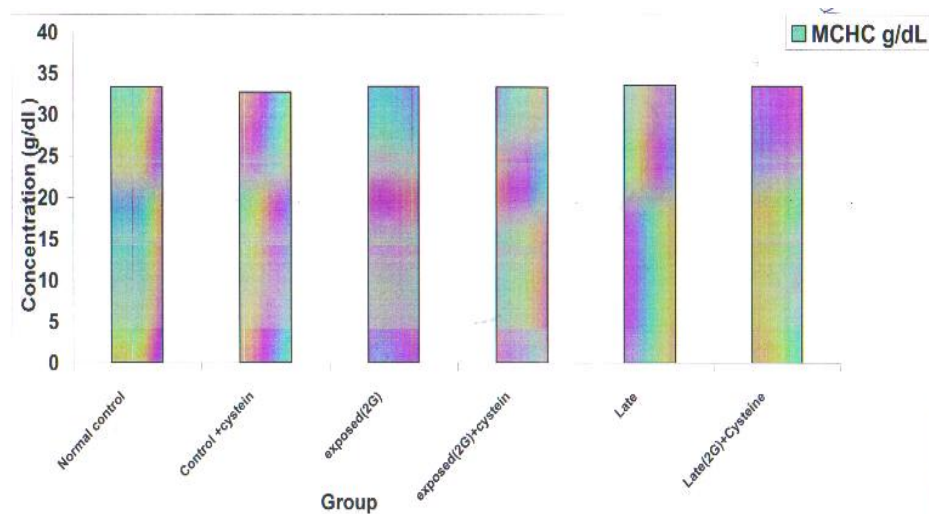 MCHC g/dL
Concentration (g/dl )
40
35
30
25
20
15
10
5
0
Normal control
Control +cystein
exposed(2G)
exposed(2G)+cystein
Late
Late(2G)+Cysteine
Group